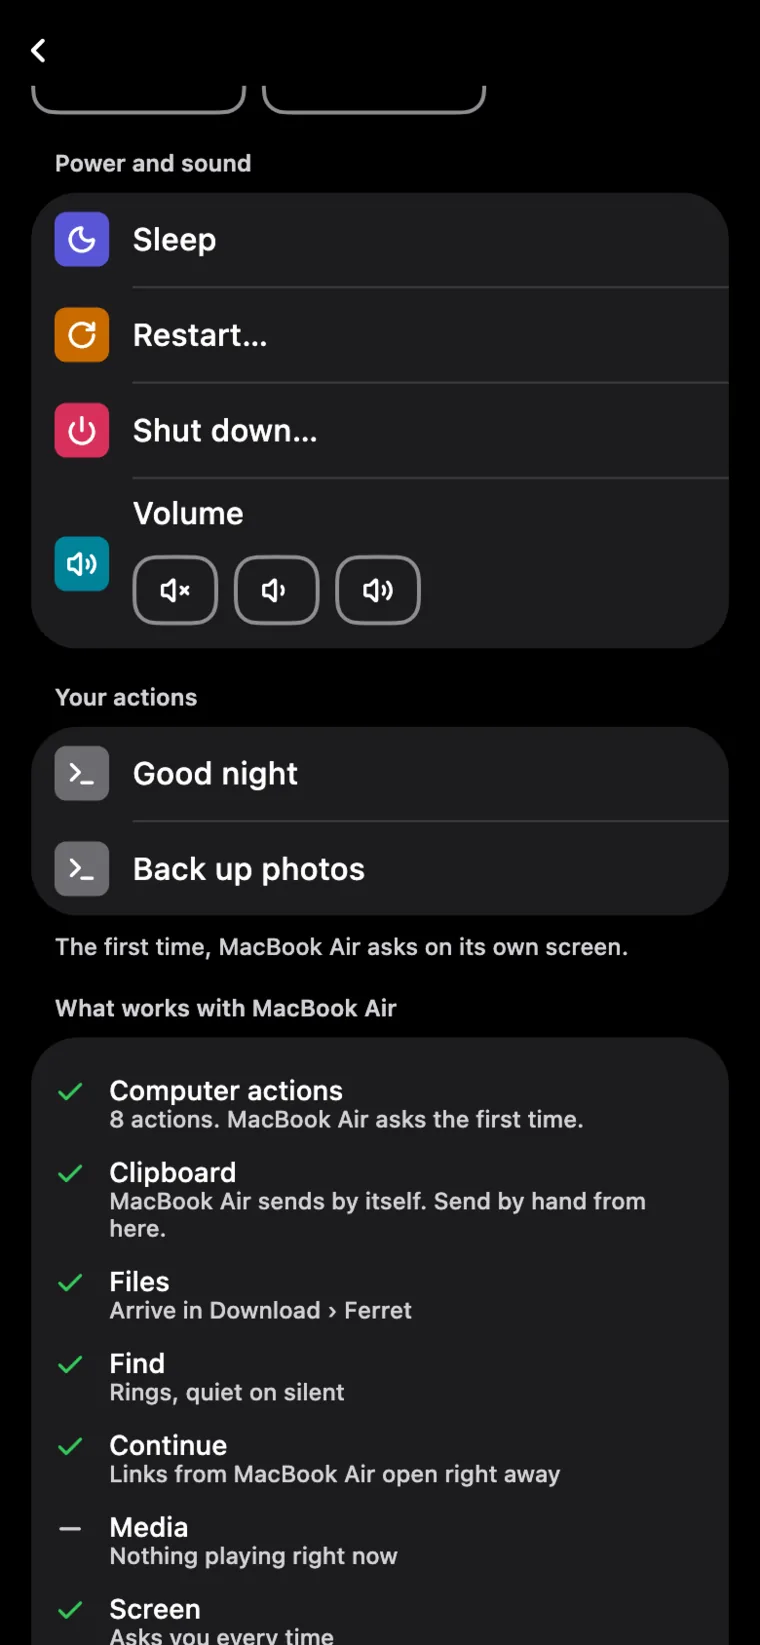 Power and sound
Sleep
Restart...
Shut down...
Volume
Your actions
Good night
Back up photos
The first time, MacBook Air asks on its own screen.
What works with MacBook Air
Computer actions
8 actions. MacBook Air asks the first time.
Clipboard
MacBook Air sends by itself. Send by hand from
here.
Files
Arrive in Download › Ferret
Find
Rings, quiet on silent
Continue
Links from MacBook Air open right away
Media
Nothing playing right now
Screen
Asks you every time